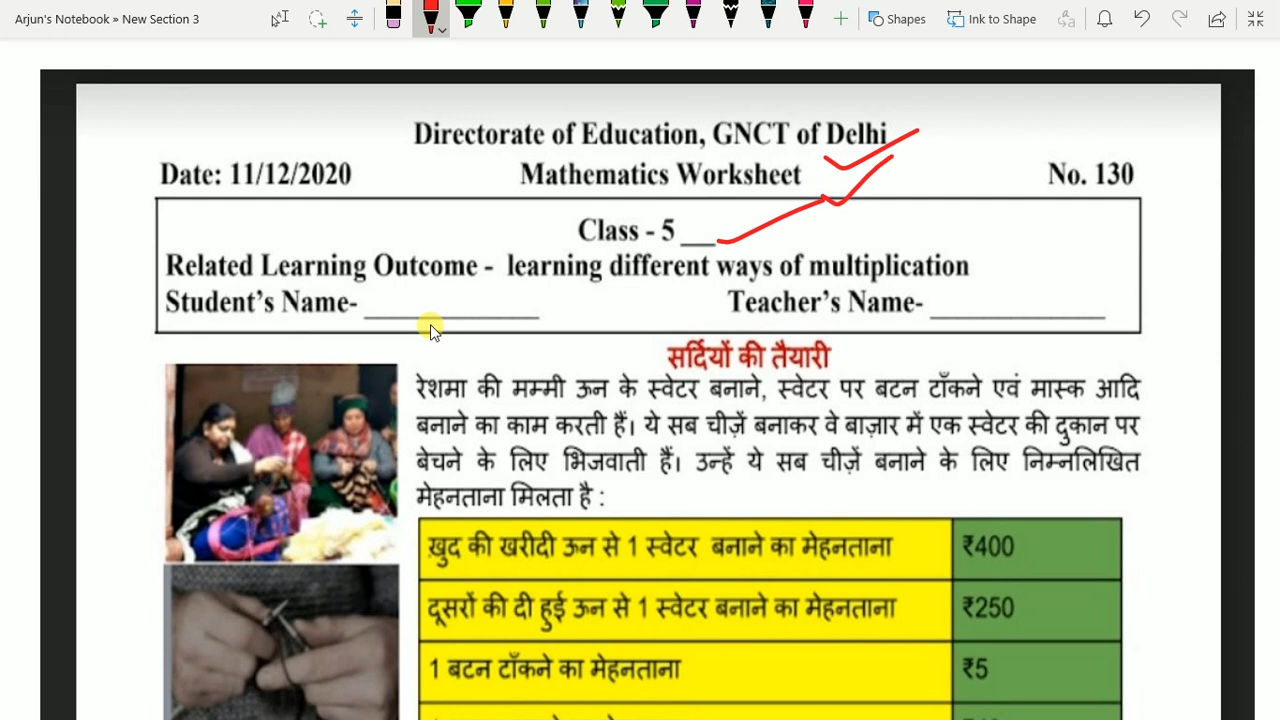 Arjun's Notebook » New Section 3
Shapes
Ink to Shape
Directorate of Education, GNCT of Delhi
Date: 11/12/2020 Mathematics Worksheet No. 130
Class - 5 __
Related Learning Outcome - learning different ways of multiplication
Student’s Name- ____________ Teacher’s Name- ____________
सर्दियों की तैयारी
रेशमा की मम्मी ऊन के स्वेटर बनाने, स्वेटर पर बटन टाँकने एवं मास्क आदि
बनाने का काम करती हैं। ये सब चीज़ें बनाकर वे बाज़ार में एक स्वेटर की दुकान पर
बेचने के लिए भिजवाती हैं। उन्हें ये सब चीज़ें बनाने के लिए निम्नलिखित
मेहनताना मिलता है :
ख़ुद की खरीदी ऊन से 1 स्वेटर बनाने का मेहनताना ₹400
दूसरों की दी हुई ऊन से 1 स्वेटर बनाने का मेहनताना ₹250
1 बटन टाँकने का मेहनताना ₹5